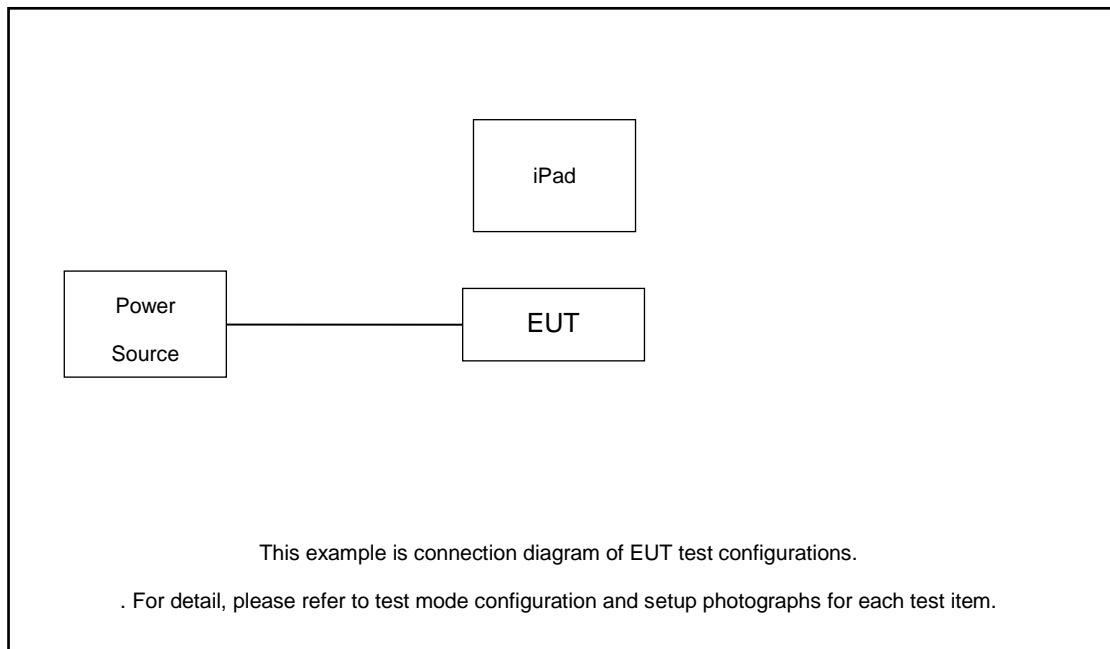 iPad
Power
Source
EUT
This example is connection diagram of EUT test configurations.
. For detail, please refer to test mode configuration and setup photographs for each test item.